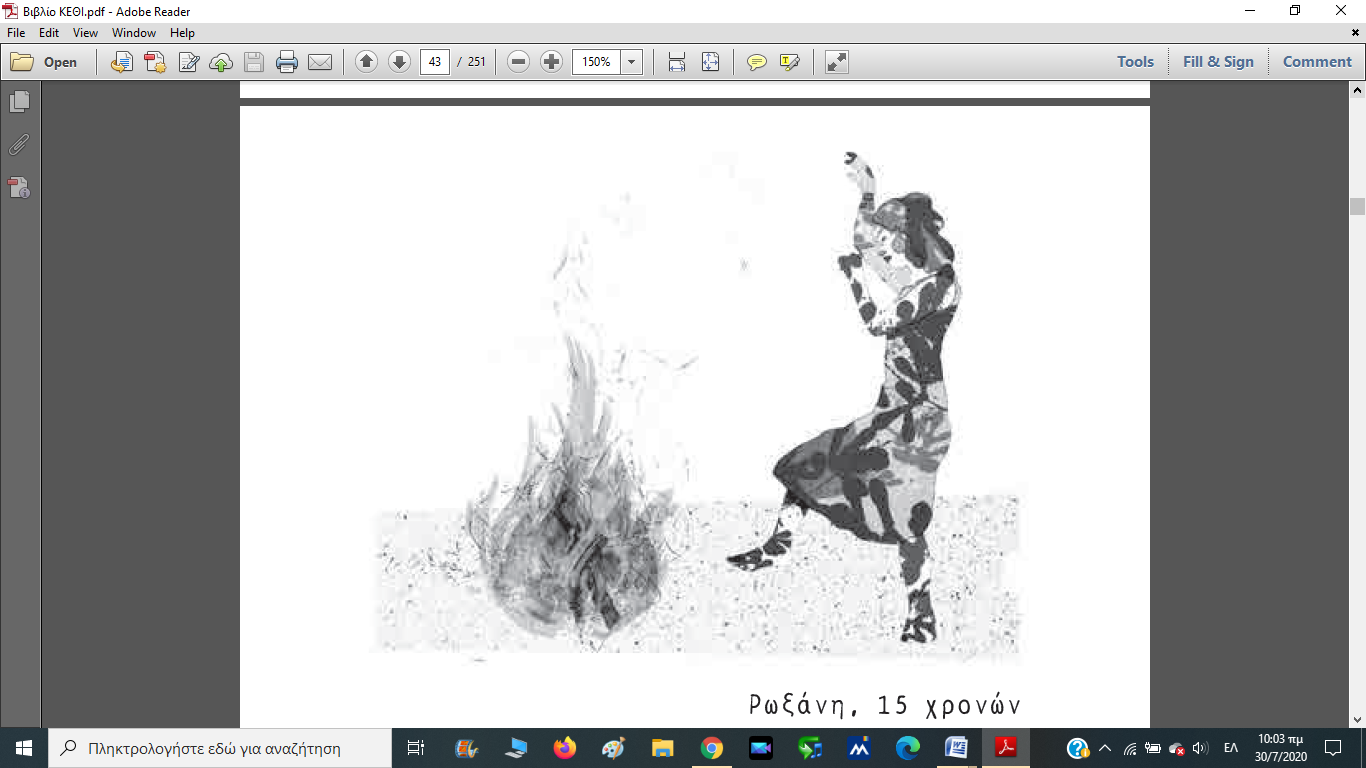 Βιβλίο ΚΕΘΙ.pdf - Adobe Reader
File Edit View Window Help
Open 43 / 251 150% Tools Fill & Sign Comment
Ρωξάνη, 15 χρονών
Πληκτρολογήστε εδώ για αναζήτηση
ΕΛ
10:03 πμ
30/7/2020